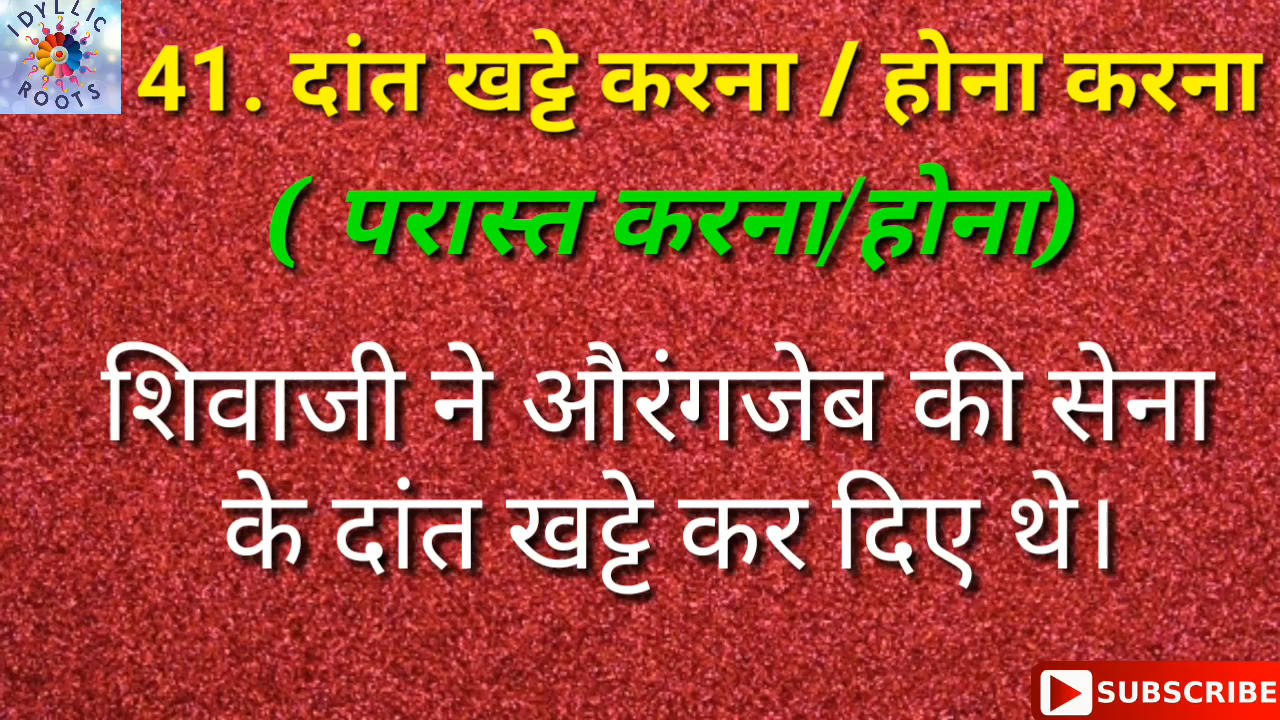 IDYLLIC
ROOTS
41. दांत खट्टे करना / होना करना
( परास्त करना/होना)
शिवाजी ने औरंगजेब की सेना
के दांत खट्टे कर दिए थे।
SUBSCRIBE